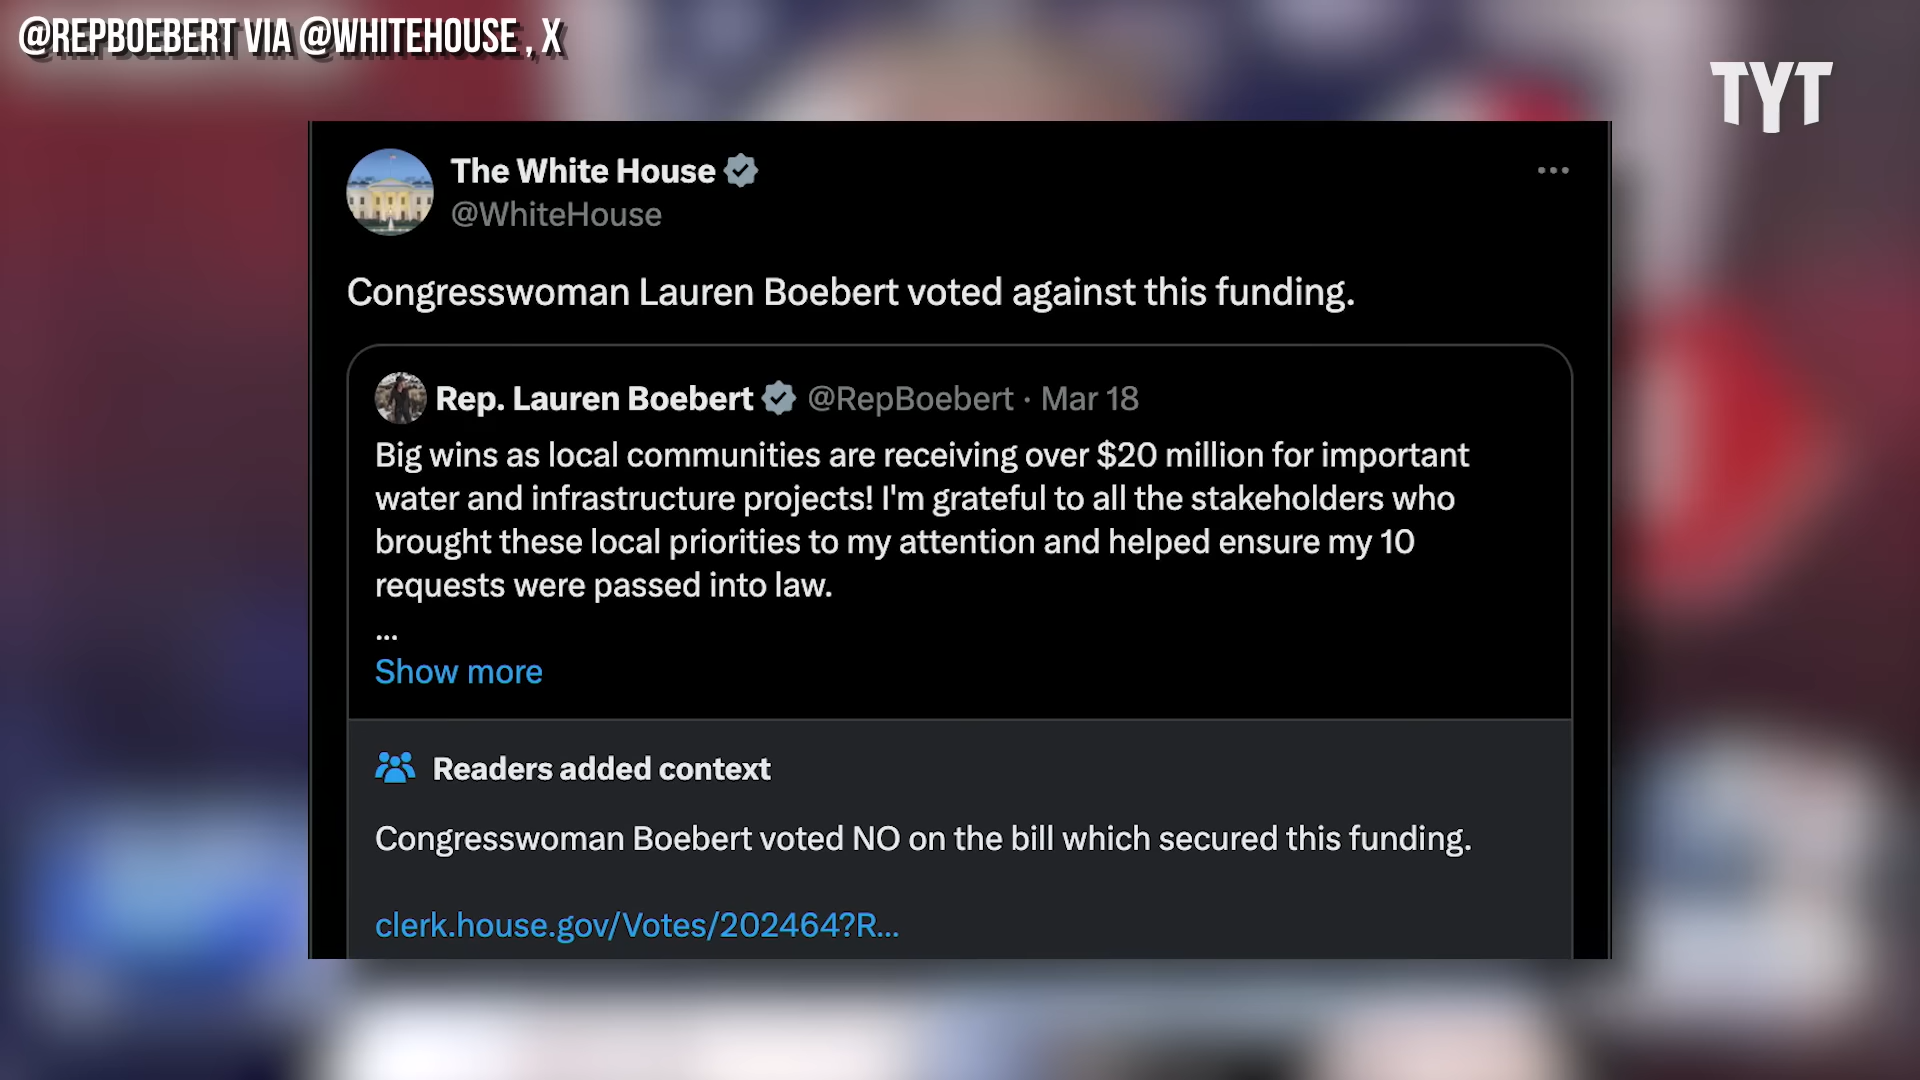 @REPBOEBERT VIA @WHITEHOUSE , X
TYT
The White House
@WhiteHouse
Congresswoman Lauren Boebert voted against this funding.
Rep. Lauren Boebert @RepBoebert · Mar 18
Big wins as local communities are receiving over $20 million for important
water and infrastructure projects! I'm grateful to all the stakeholders who
brought these local priorities to my attention and helped ensure my 10
requests were passed into law.
...
Show more
Readers added context
Congresswoman Boebert voted NO on the bill which secured this funding.
clerk.house.gov/Votes/202464?R...